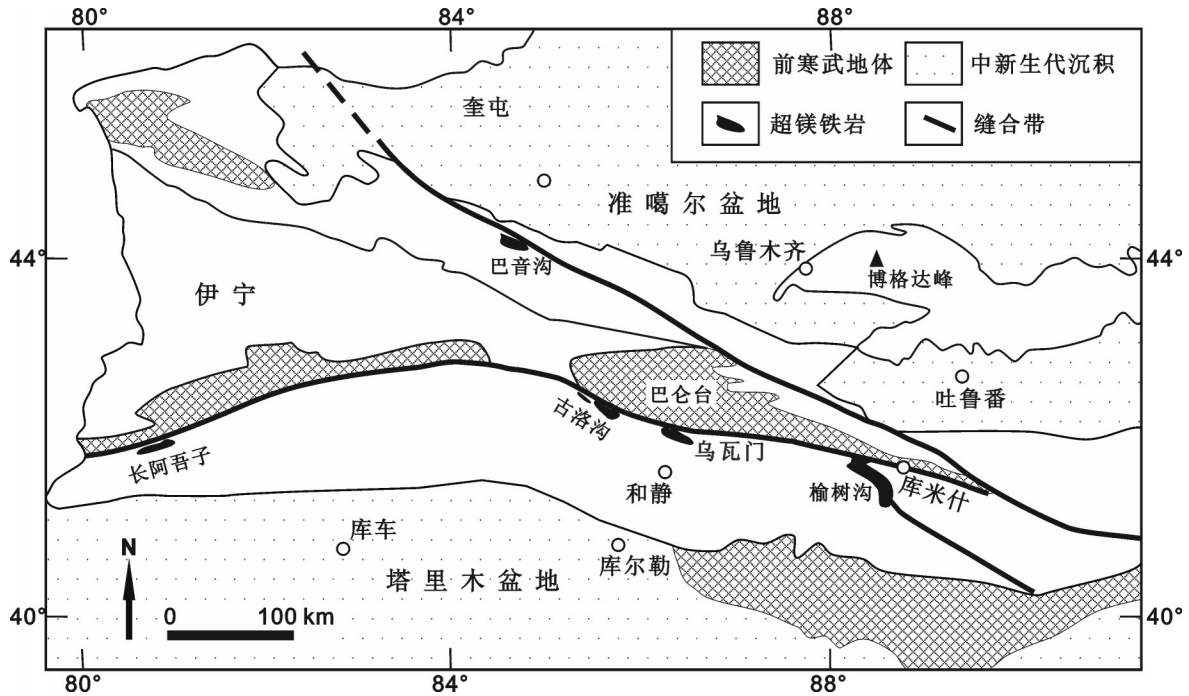 80°
84°
88°
前寒武地体
中新生代沉积
超镁铁岩
缝合带
奎屯
准噶尔盆地
乌鲁木齐
博格达峰
44°
44°
巴音沟
伊宁
吐鲁番
巴仑台
古洛沟
乌瓦门
长阿吾子
和静
榆树沟
库米什
库车
库尔勒
塔里木盆地
N
0
100 km
40°
40°
80°
84°
88°